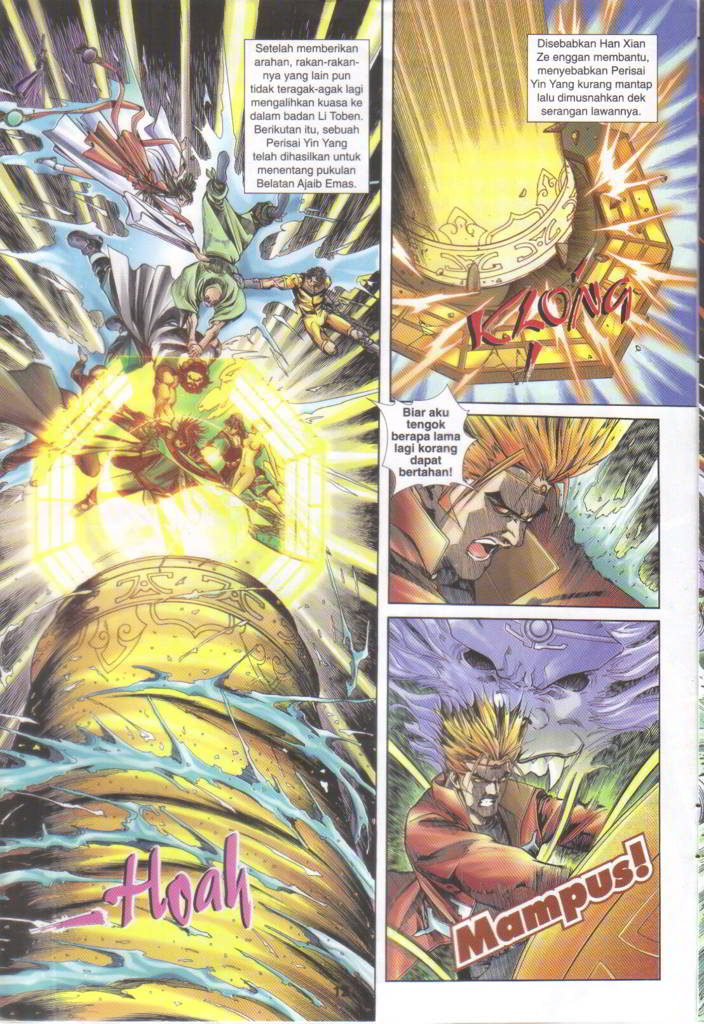 Setelah memberikan
arahan, rakan-rakan-
nya yang lain pun
tidak teragak-agak lagi
mengalihkan kuasa ke
dalam badan Li Toben.
Berikutan itu, sebuah
Perisai Yin Yang
telah dihasilkan untuk
menentang pukulan
Belatan Ajaib Emas.
Hoah
12
Disebabkan Han Xian
Ze enggan membantu,
menyebabkan Perisai
Yin Yang kurang mantap
lalu dimusnahkan dek
serangan lawannya.
KLONG
!
Biar aku
tengok
berapa lama
lagi korang
dapat
bertahan!
Mampus!